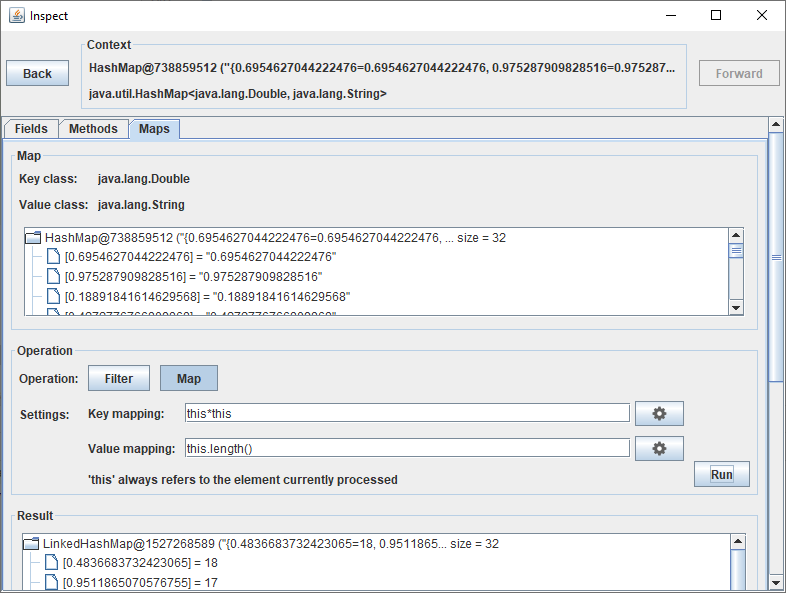 Inspect
Context
Back
HashMap@738859512 ("{0.6954627044222476=0.6954627044222476, 0.975287909828516=0.975287...
Forward
java.util.HashMap<java.lang.Double, java.lang.String>
Fields Methods Maps
Map
Key class: java.lang.Double
Value class: java.lang.String
HashMap@738859512 ("{0.6954627044222476=0.6954627044222476, ... size = 32
[0.6954627044222476] = "0.6954627044222476"
[0.975287909828516] = "0.975287909828516"
[0.18891841614629568] = "0.18891841614629568"
Operation
Operation: Filter Map
Settings: Key mapping: this*this
Value mapping: this.length()
'this' always refers to the element currently processed
Run
Result
LinkedHashMap@1527268589 ("{0.4836683732423065=18, 0.9511865... size = 32
[0.4836683732423065] = 18
[0.9511865070576755] = 17